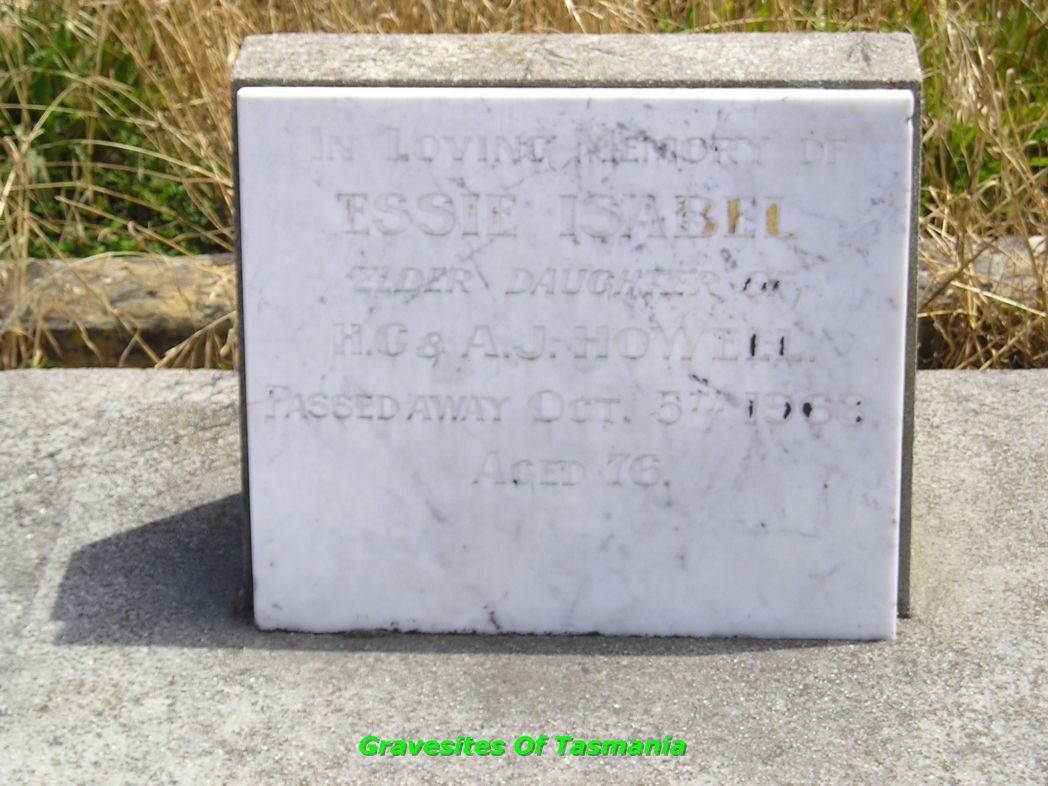 IN LOVING MEMORY OF
ESSIE ISABEL
ELDER DAUGHTER OF
H.C & A.J. HOWELL.
PASSED AWAY OCT. 5TH 1963.
AGED 76.
Gravesites Of Tasmania